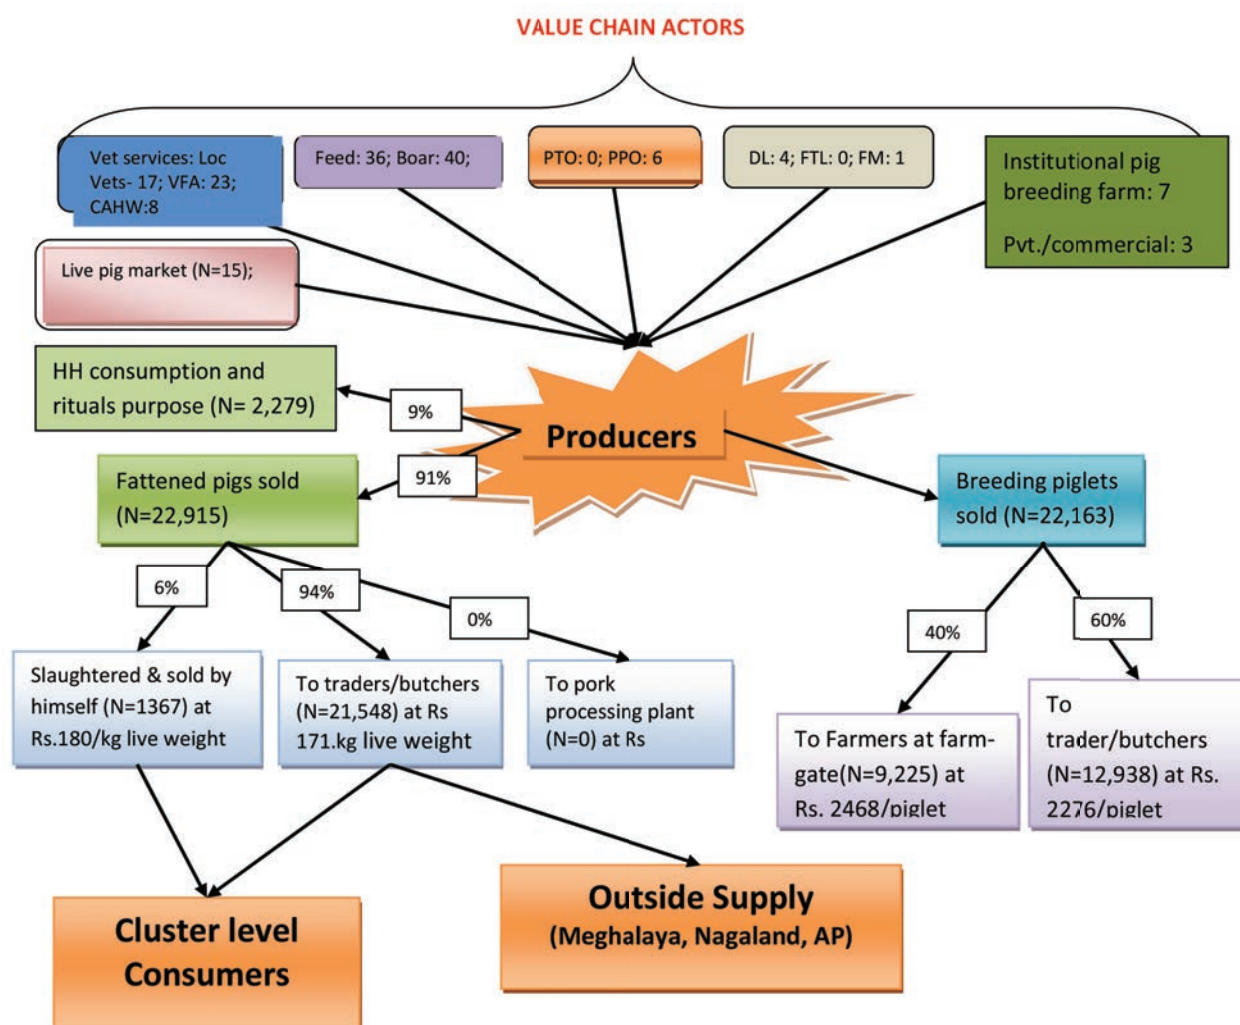 VALUE CHAIN ACTORS
Vet services: Loc
Vets- 17; VFA: 23;
CAHW:8
Feed: 36; Boar: 40;
PTO: 0; PPO: 6
DL: 4; FTL: 0; FM: 1
Institutional pig
breeding farm: 7
Pvt./commercial: 3
Live pig market (N=15);
HH consumption and
rituals purpose (N= 2,279)
9%
Producers
91%
Fattened pigs sold
(N=22,915)
Breeding piglets
sold (N=22,163)
6%
94%
0%
40%
60%
Slaughtered & sold by
himself (N=1367) at
Rs.180/kg live weight
To traders/butchers
(N=21,548) at Rs
171.kg live weight
To pork
processing plant
(N=0) at Rs
To Farmers at farm-
gate(N=9,225) at
Rs. 2468/piglet
To
trader/butchers
(N=12,938) at Rs.
2276/piglet
Cluster level
Consumers
Outside Supply
(Meghalaya, Nagaland, AP)